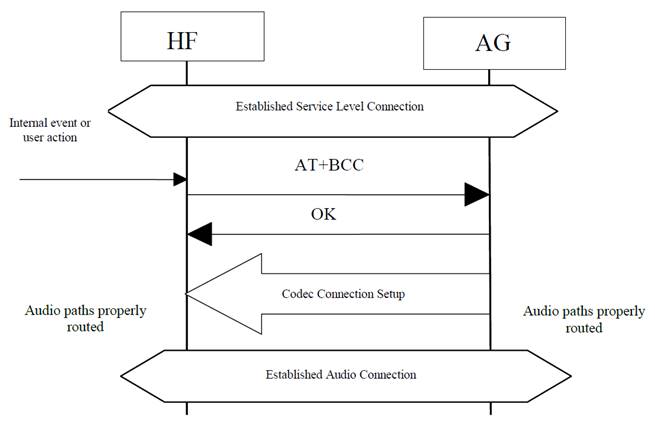 HF
AG
Established Service Level Connection
Internal event or
user action
AT+BCC
OK
Codec Connection Setup
Audio paths properly
routed
Audio paths properly
routed
Established Audio Connection